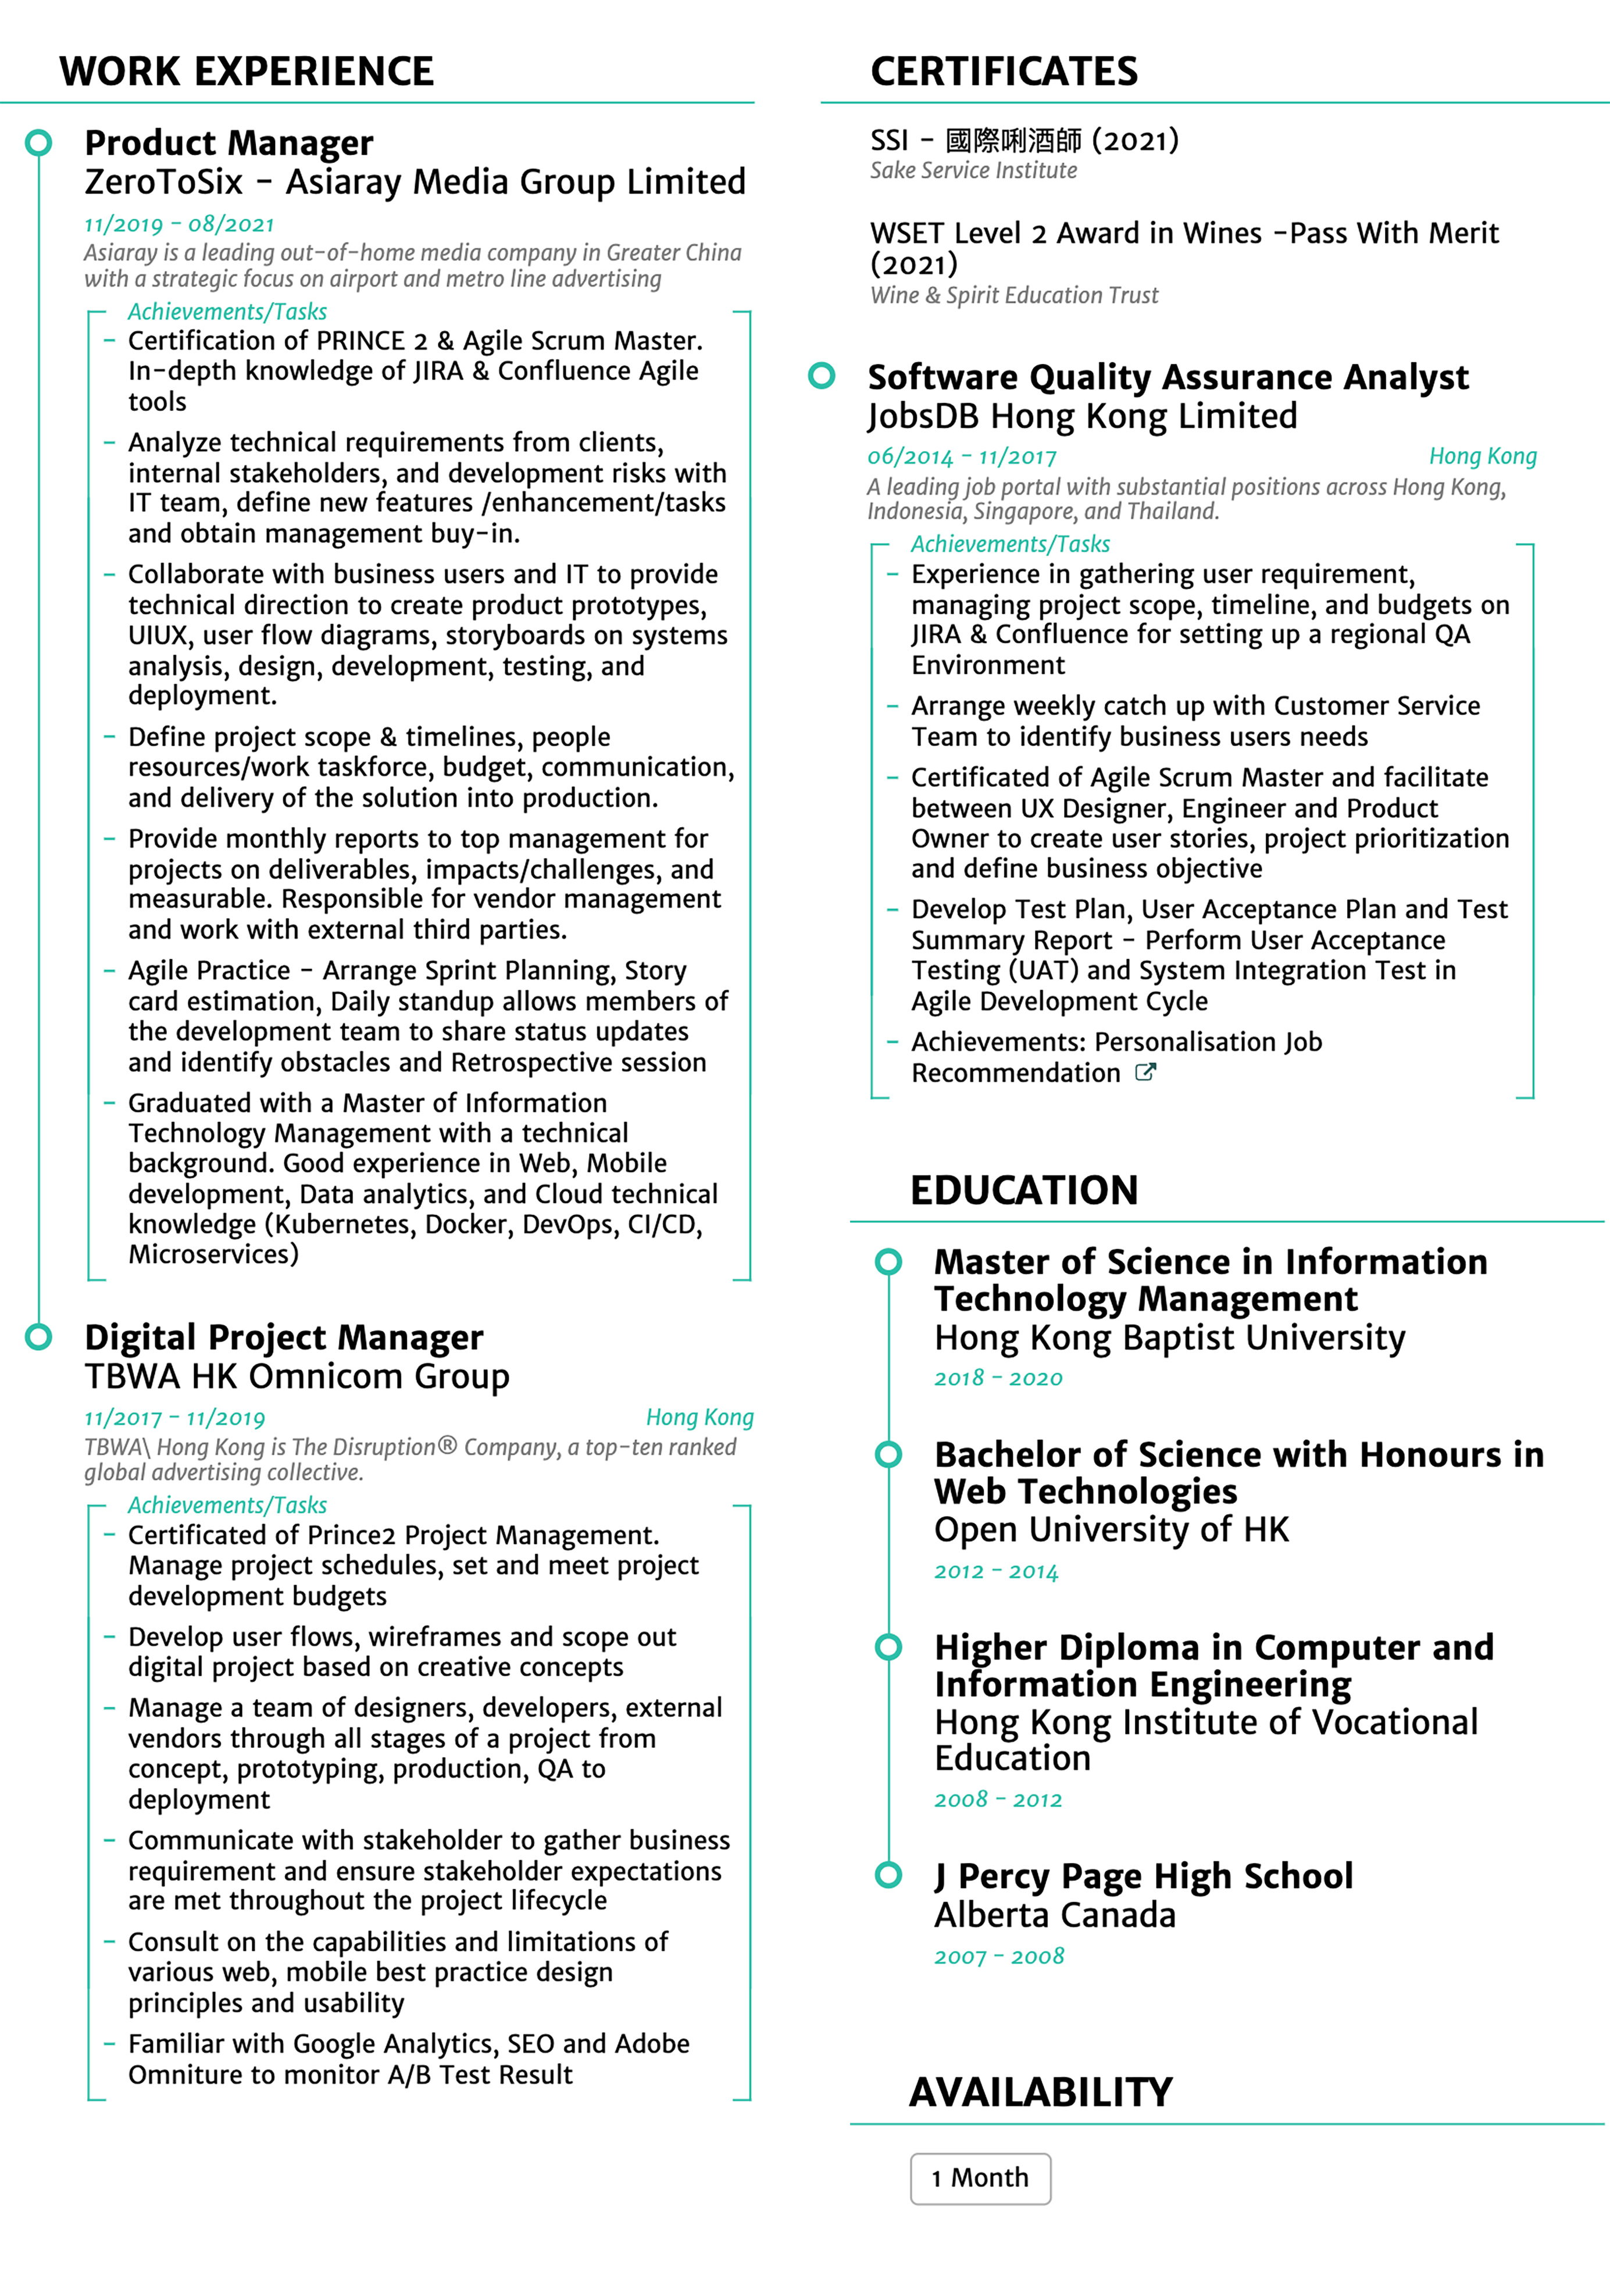 WORK EXPERIENCE
Product Manager
ZeroToSix - Asiaray Media Group Limited
11/2019 - 08/2021
Asiaray is a leading out-of-home media company in Greater China
with a strategic focus on airport and metro line advertising
Achievements/Tasks
- Certification of PRINCE 2 & Agile Scrum Master.
In-depth knowledge of JIRA & Confluence Agile
tools
- Analyze technical requirements from clients,
internal stakeholders, and development risks with
IT team, define new features /enhancement/tasks
and obtain management buy-in.
- Collaborate with business users and IT to provide
technical direction to create product prototypes,
UIUX, user flow diagrams, storyboards on systems
analysis, design, development, testing, and
deployment.
- Define project scope & timelines, people
resources/work taskforce, budget, communication,
and delivery of the solution into production.
- Provide monthly reports to top management for
projects on deliverables, impacts/challenges, and
measurable. Responsible for vendor management
and work with external third parties.
- Agile Practice - Arrange Sprint Planning, Story
card estimation, Daily standup allows members of
the development team to share status updates
and identify obstacles and Retrospective session
- Graduated with a Master of Information
Technology Management with a technical
background. Good experience in Web, Mobile
development, Data analytics, and Cloud technical
knowledge (Kubernetes, Docker, DevOps, CI/CD,
Microservices)
Digital Project Manager
TBWA HK Omnicom Group
11/2017 - 11/2019 Hong Kong
TBWA\ Hong Kong is The Disruption® Company, a top-ten ranked
global advertising collective.
Achievements/Tasks
- Certificated of Prince2 Project Management.
Manage project schedules, set and meet project
development budgets
- Develop user flows, wireframes and scope out
digital project based on creative concepts
- Manage a team of designers, developers, external
vendors through all stages of a project from
concept, prototyping, production, QA to
deployment
- Communicate with stakeholder to gather business
requirement and ensure stakeholder expectations
are met throughout the project lifecycle
- Consult on the capabilities and limitations of
various web, mobile best practice design
principles and usability
- Familiar with Google Analytics, SEO and Adobe
Omniture to monitor A/B Test Result
CERTIFICATES
SSI - 國際唎酒師 (2021)
Sake Service Institute
WSET Level 2 Award in Wines -Pass With Merit
(2021)
Wine & Spirit Education Trust
Software Quality Assurance Analyst
JobsDB Hong Kong Limited
06/2014 - 11/2017 Hong Kong
A leading job portal with substantial positions across Hong Kong,
Indonesia, Singapore, and Thailand.
Achievements/Tasks
- Experience in gathering user requirement,
managing project scope, timeline, and budgets on
JIRA & Confluence for setting up a regional QA
Environment
- Arrange weekly catch up with Customer Service
Team to identify business users needs
- Certificated of Agile Scrum Master and facilitate
between UX Designer, Engineer and Product
Owner to create user stories, project prioritization
and define business objective
- Develop Test Plan, User Acceptance Plan and Test
Summary Report - Perform User Acceptance
Testing (UAT) and System Integration Test in
Agile Development Cycle
- Achievements: Personalisation Job
Recommendation
EDUCATION
Master of Science in Information
Technology Management
Hong Kong Baptist University
2018 - 2020
Bachelor of Science with Honours in
Web Technologies
Open University of HK
2012 - 2014
Higher Diploma in Computer and
Information Engineering
Hong Kong Institute of Vocational
Education
2008 - 2012
J Percy Page High School
Alberta Canada
2007 - 2008
AVAILABILITY
1 Month